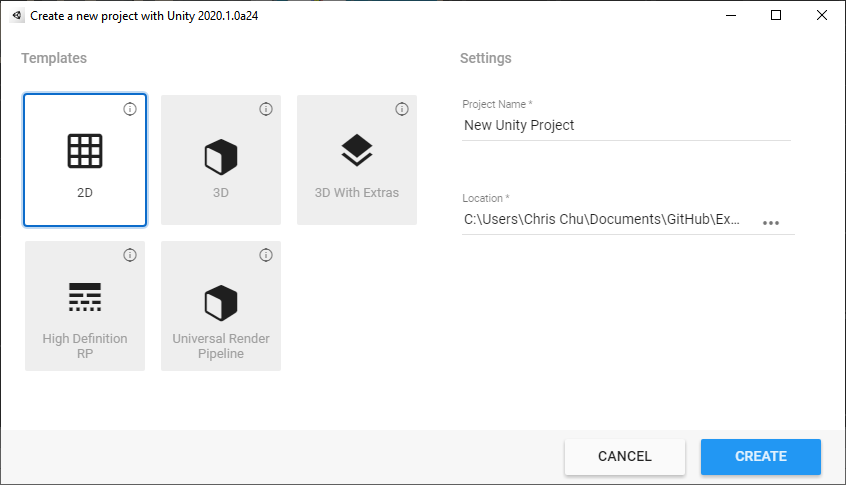 Create a new project with Unity 2020.1.0a24
Templates
2D
3D
3D With Extras
High Definition
RP
Universal Render
Pipeline
Settings
Project Name *
New Unity Project
Location *
C:\Users\Chris Chu\Documents\GitHub\Ex...
CANCEL
CREATE